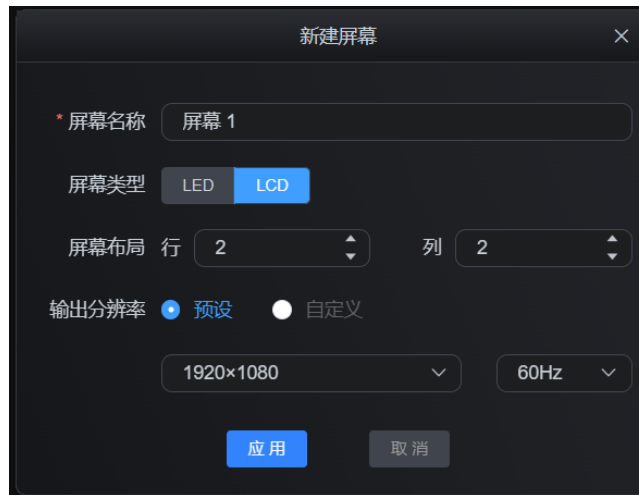 新建屏幕
* 屏幕名称 屏幕 1
屏幕类型 LED LCD
屏幕布局 行 2 列 2
输出分辨率 预设 自定义
1920×1080 60Hz
应用 取消